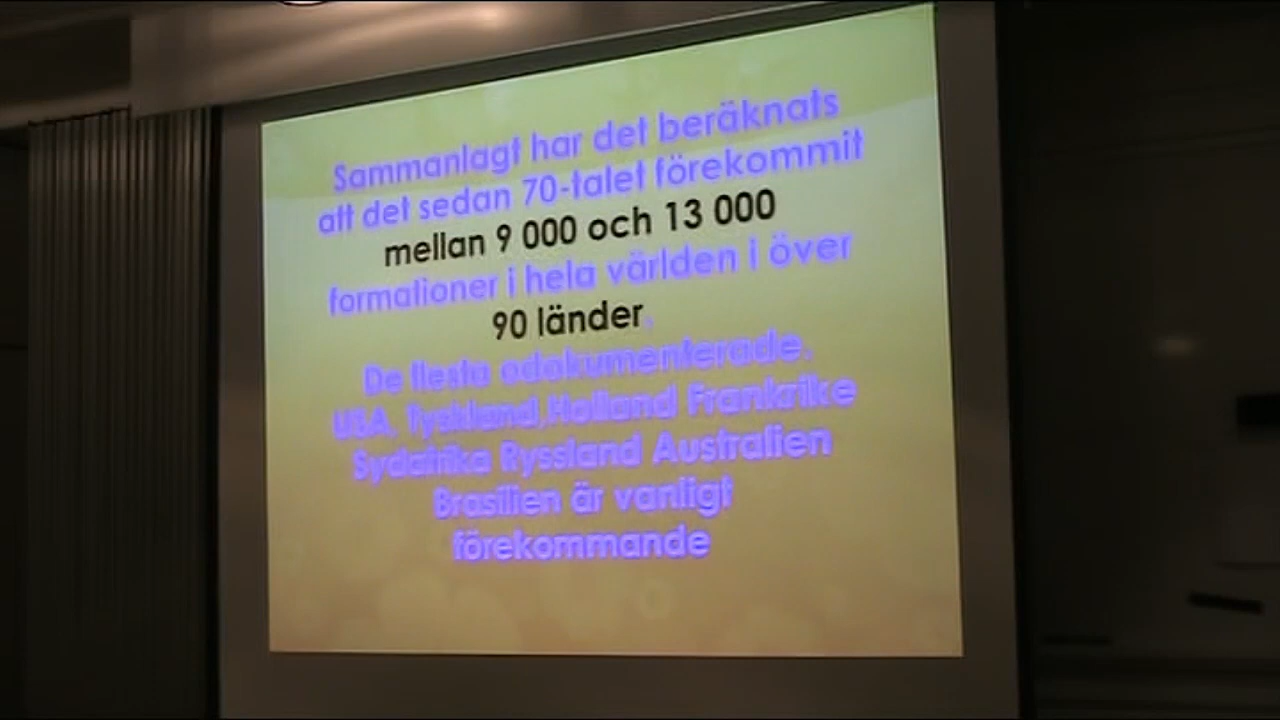 Sammanlagt har det beräknats
att det sedan 70-talet förekommit
mellan 9 000 och 13 000
formationer i hela världen i över
90 länder.
De flesta odokumenterade.
USA, Tyskland,Holland Frankrike
Sydafrika Ryssland Australien
Brasilien är vanligt
förekommande